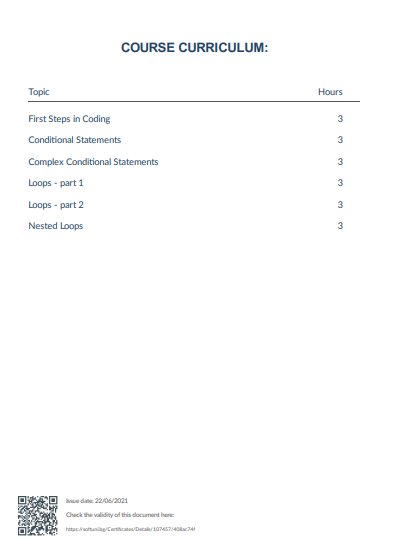 COURSE CURRICULUM:
Topic Hours
First Steps in Coding 3
Conditional Statements 3
Complex Conditional Statements 3
Loops - part 1 3
Loops - part 2 3
Nested Loops 3
Issue date: 22/06/2021
Check the validity of this document here:
https://softuni.bg/Certificates/Details/107457/408ac74f